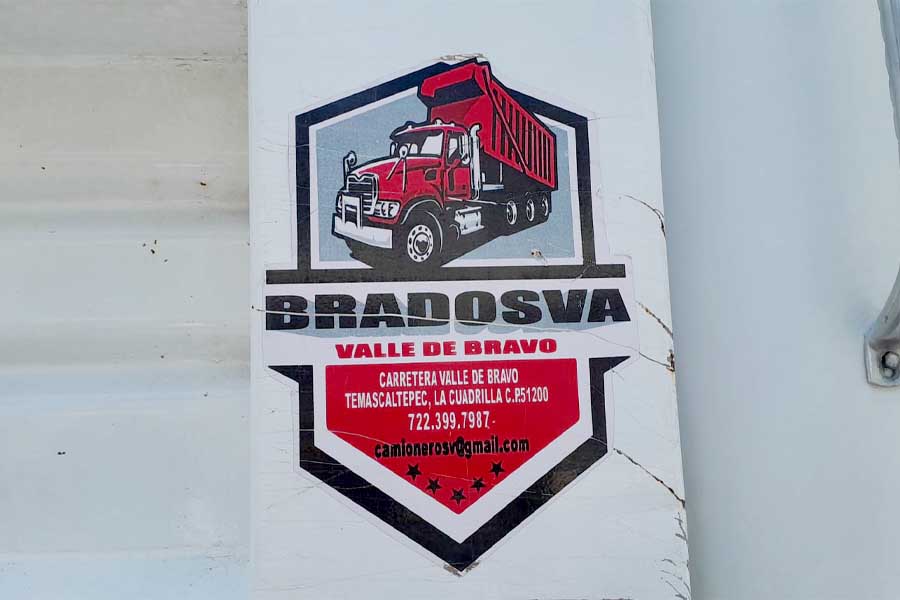 BRADOSVA
VALLE DE BRAVO
CARRETERA VALLE DE BRAVO
TEMASCALTEPEC, LA CUADRILLA C.P.51200
722.399.7987
camionerosv@gmail.com